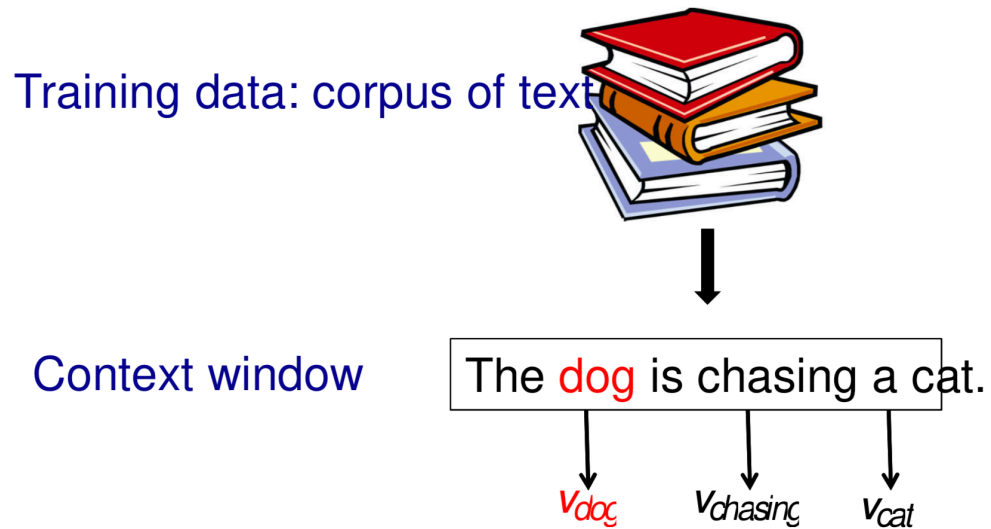 Training data: corpus of text
Context window
The dog is chasing a cat.
v_dog v_chasing v_cat